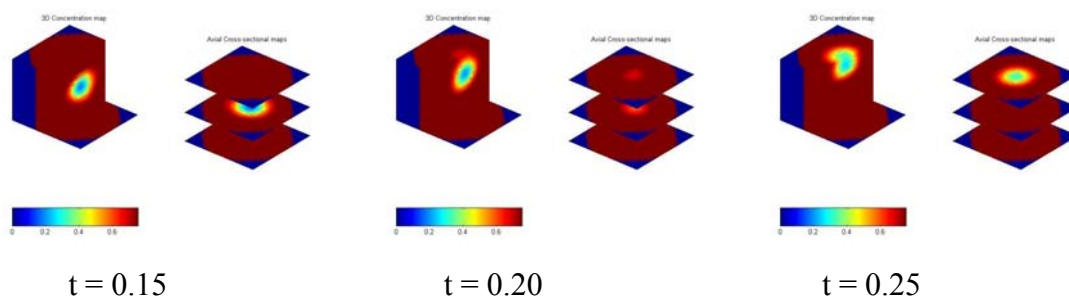 3D Concentration map
Axial Cross-sectional maps
0 0.2 0.4 0.6
t = 0.15
3D Concentration map
Axial Cross-sectional maps
0 0.2 0.4 0.6
t = 0.20
3D Concentration map
Axial Cross-sectional maps
0 0.2 0.4 0.6
t = 0.25